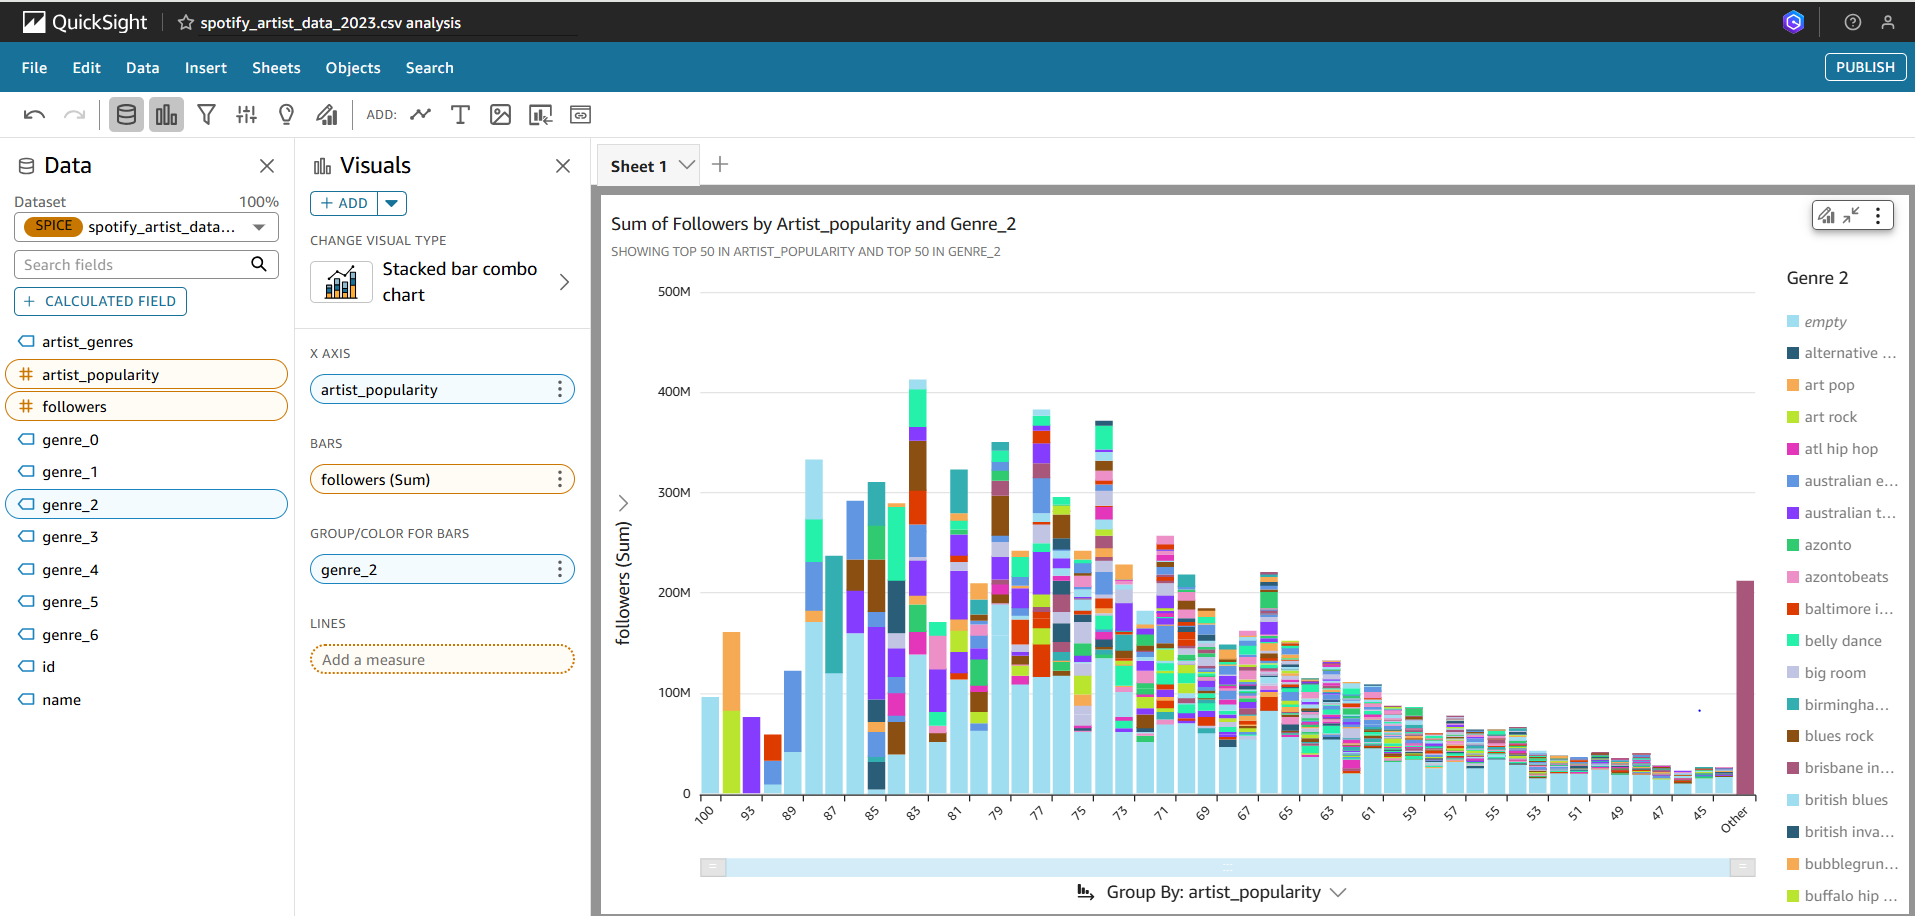 QuickSight
spotify_artist_data_2023.csv analysis
File Edit Data Insert Sheets Objects Search
PUBLISH
ADD:
Data
Dataset 100%
SPICE spotify_artist_data...
Search fields
+ CALCULATED FIELD
artist_genres
# artist_popularity
# followers
genre_0
genre_1
genre_2
genre_3
genre_4
genre_5
genre_6
id
name
Visuals
+ ADD
CHANGE VISUAL TYPE
Stacked bar combo
chart
X AXIS
artist_popularity
BARS
followers (Sum)
GROUP/COLOR FOR BARS
genre_2
LINES
Add a measure
Sheet 1
Sum of Followers by Artist_popularity and Genre_2
SHOWING TOP 50 IN ARTIST_POPULARITY AND TOP 50 IN GENRE_2
500M
400M
300M
200M
100M
0
followers (Sum)
100 93 89 87 85 83 81 79 77 75 73 71 69 67 65 63 61 59 57 55 53 51 49 47 45 Other
Group By: artist_popularity
Genre 2
empty
alternative ...
art pop
art rock
atl hip hop
australian e...
australian t...
azonto
azontobeats
baltimore i...
belly dance
big room
birmingha...
blues rock
brisbane in...
british blues
british inva...
bubblegrun...
buffalo hip ...